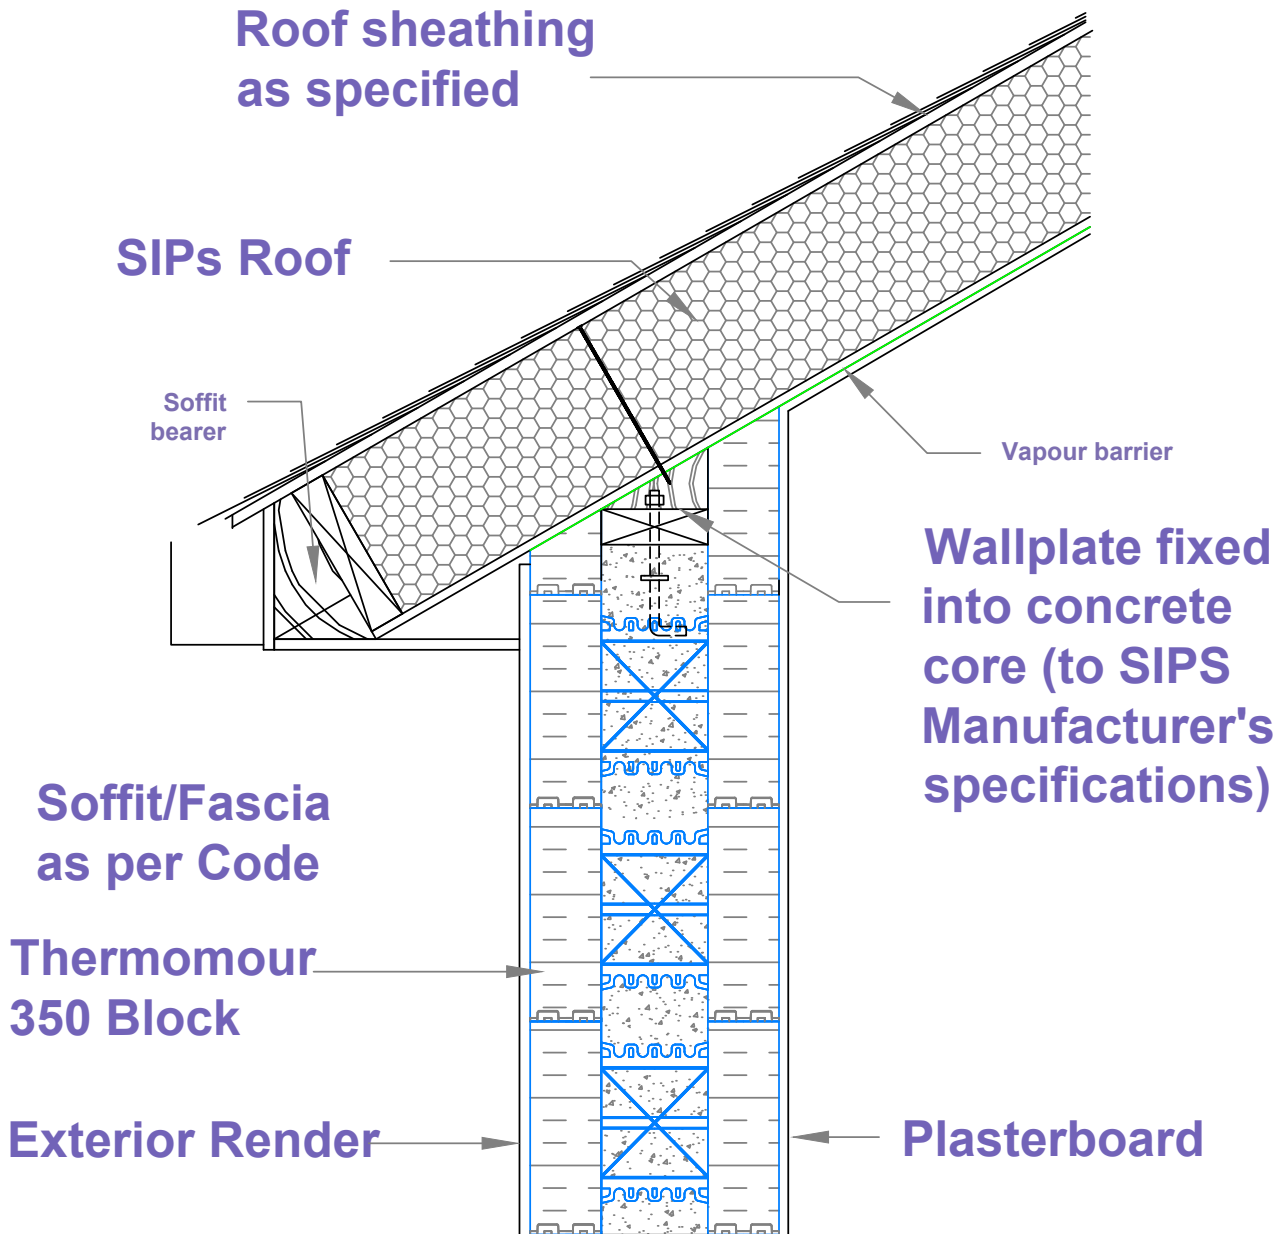 Roof sheathing
as specified
SIPs Roof
Soffit
bearer
Vapour barrier
Wallplate fixed
into concrete
core (to SIPS
Manufacturer's
specifications)
Soffit/Fascia
as per Code
Thermomour
350 Block
Exterior Render
Plasterboard